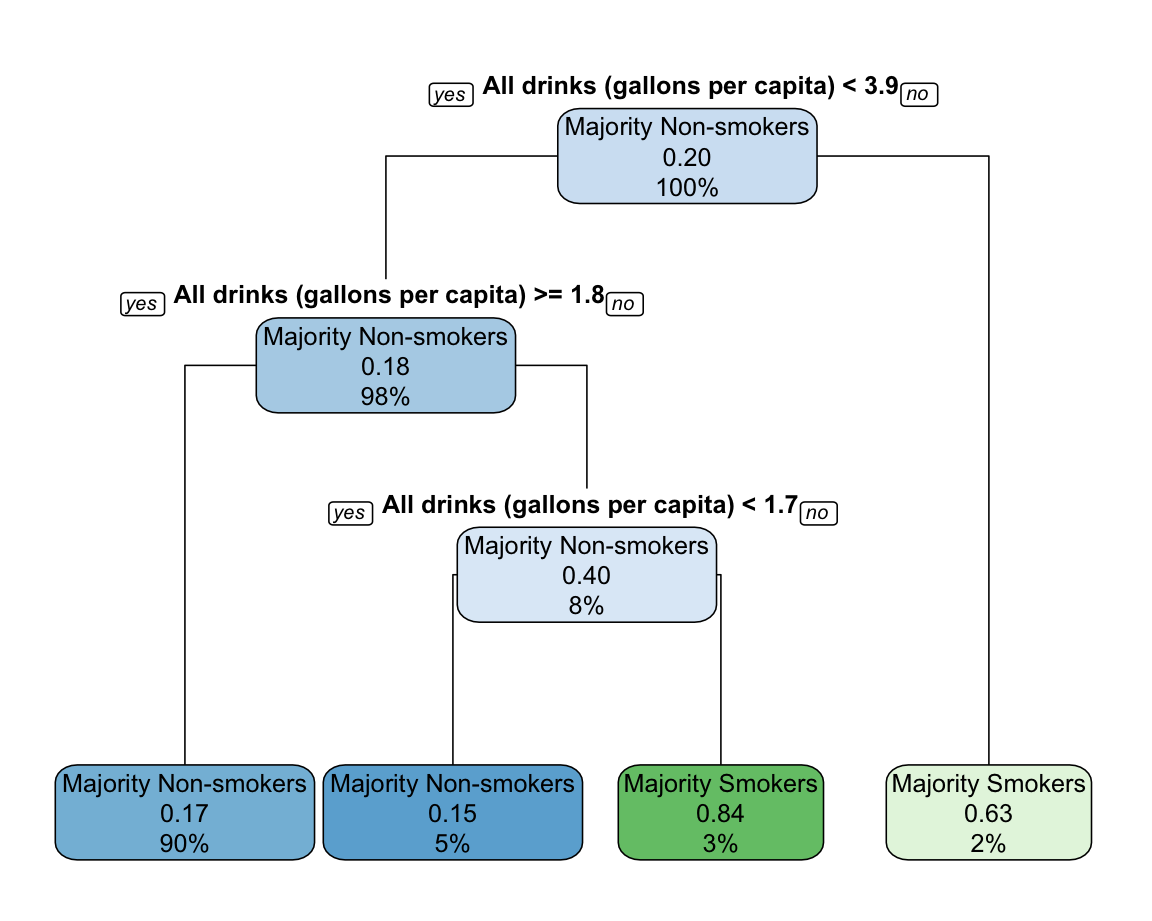 yes All drinks (gallons per capita) < 3.9 no
Majority Non-smokers
0.20
100%
yes All drinks (gallons per capita) >= 1.8 no
Majority Non-smokers
0.18
98%
yes All drinks (gallons per capita) < 1.7 no
Majority Non-smokers
0.40
8%
Majority Non-smokers
0.17
90%
Majority Non-smokers
0.15
5%
Majority Smokers
0.84
3%
Majority Smokers
0.63
2%